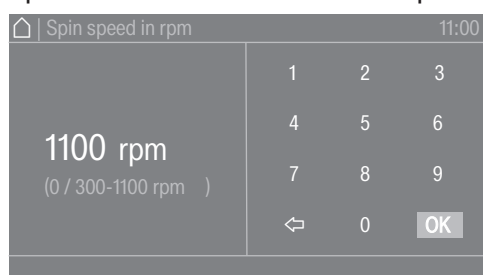 | Spin speed in rpm 11:00
1 2 3
4 5 6
1100 rpm
(0 / 300-1100 rpm )
7 8 9
0 OK